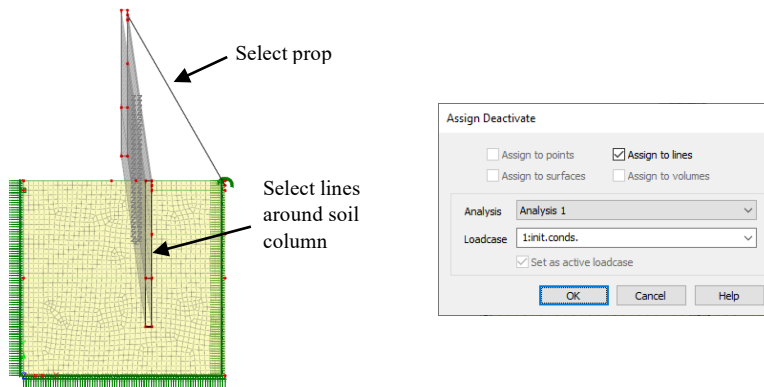 Select prop
Select lines
around soil
column
Assign Deactivate
Assign to points
Assign to lines
Assign to surfaces
Assign to volumes
Analysis
Analysis 1
Loadcase
1:init.conds.
Set as active loadcase
OK
Cancel
Help